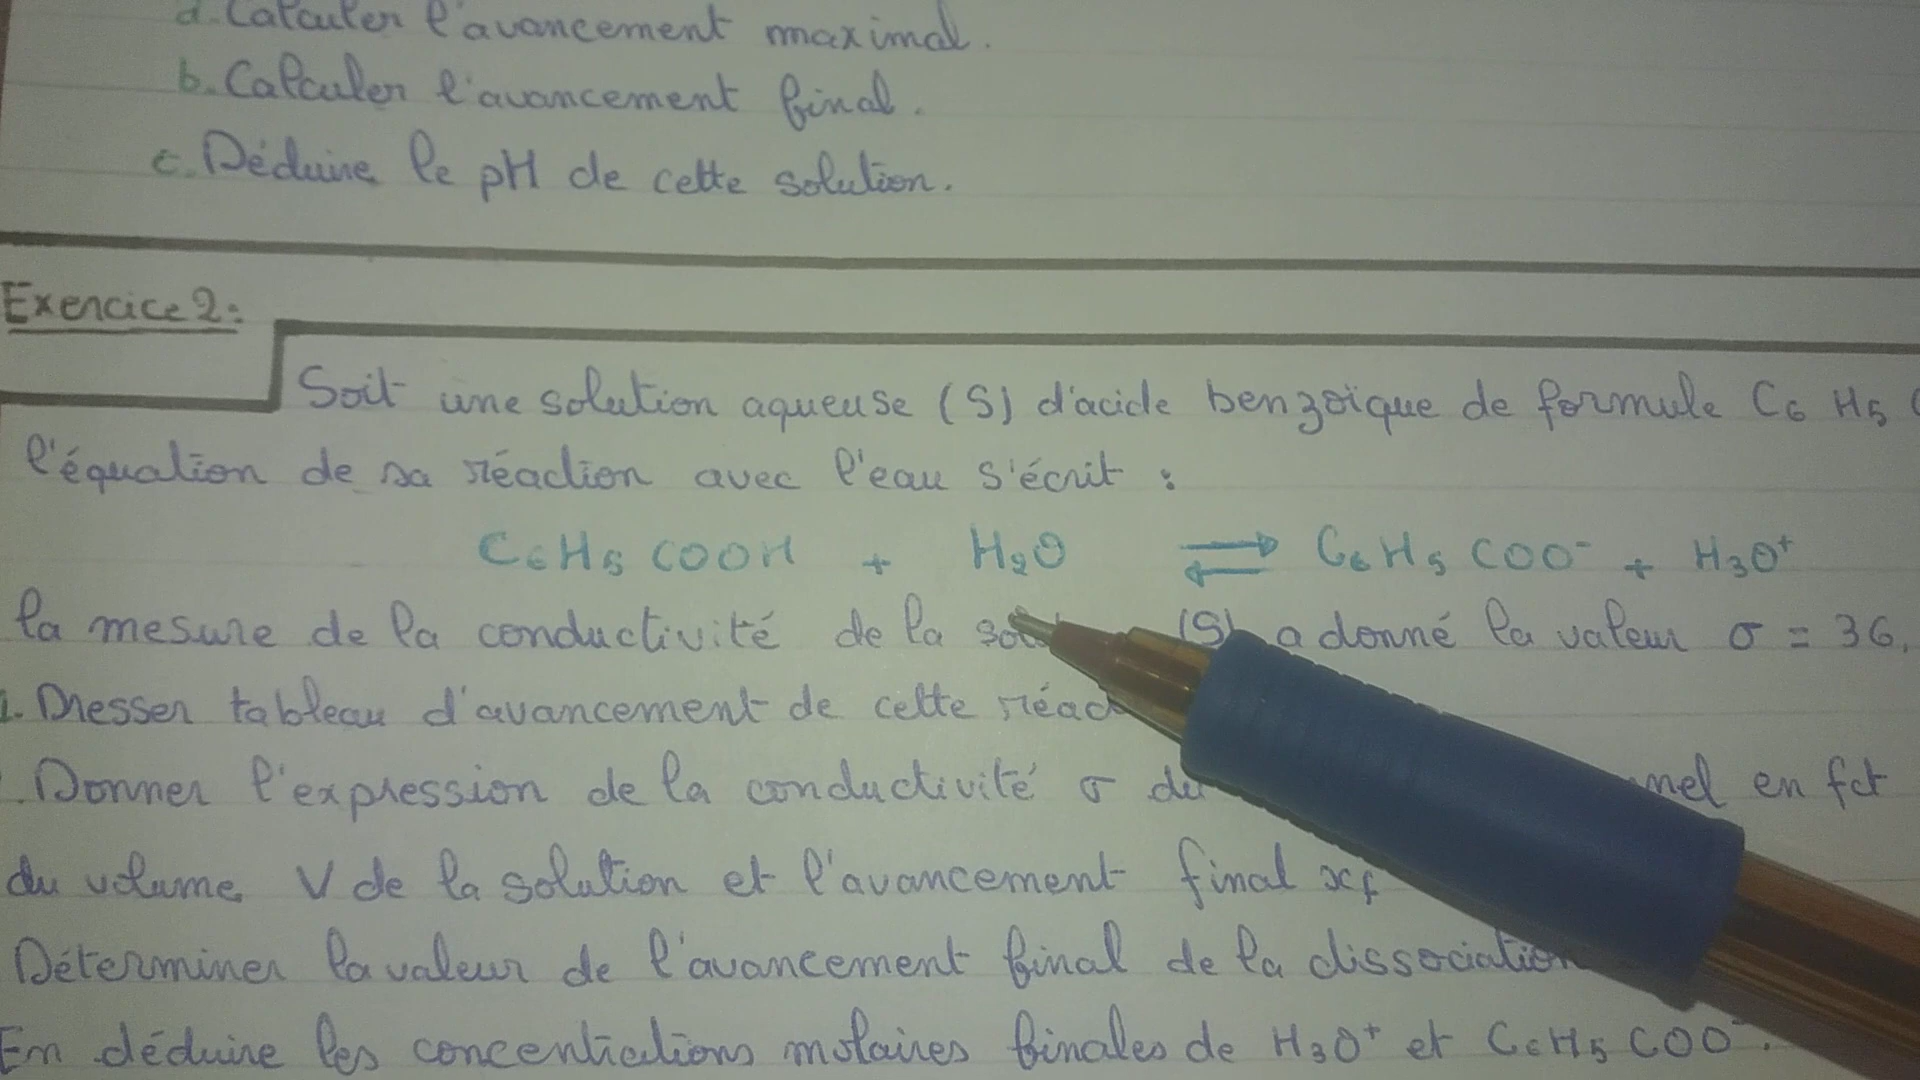 a. Calculer l'avancement maximal.
b. Calculer l'avancement final.
c. Déduire le pH de cette solution.
Exercice 2:
Soit une solution aqueuse (S) d'acide benzoïque de formule C6 H5
l'équation de sa réaction avec l'eau s'écrit :
C6H5 COOH + H2O ⇌ C6H5 COO⁻ + H3O⁺
la mesure de la conductivité de la (S) a donné la valeur σ = 36,
1. Dresser tableau d'avancement de cette
Donner l'expression de la conductivité σ du en fct
du volume V de la solution et l'avancement final xf
Déterminer la valeur de l'avancement final de la dissociation
En déduire les concentrations molaires finales de H3O⁺ et C6H5 COO⁻.